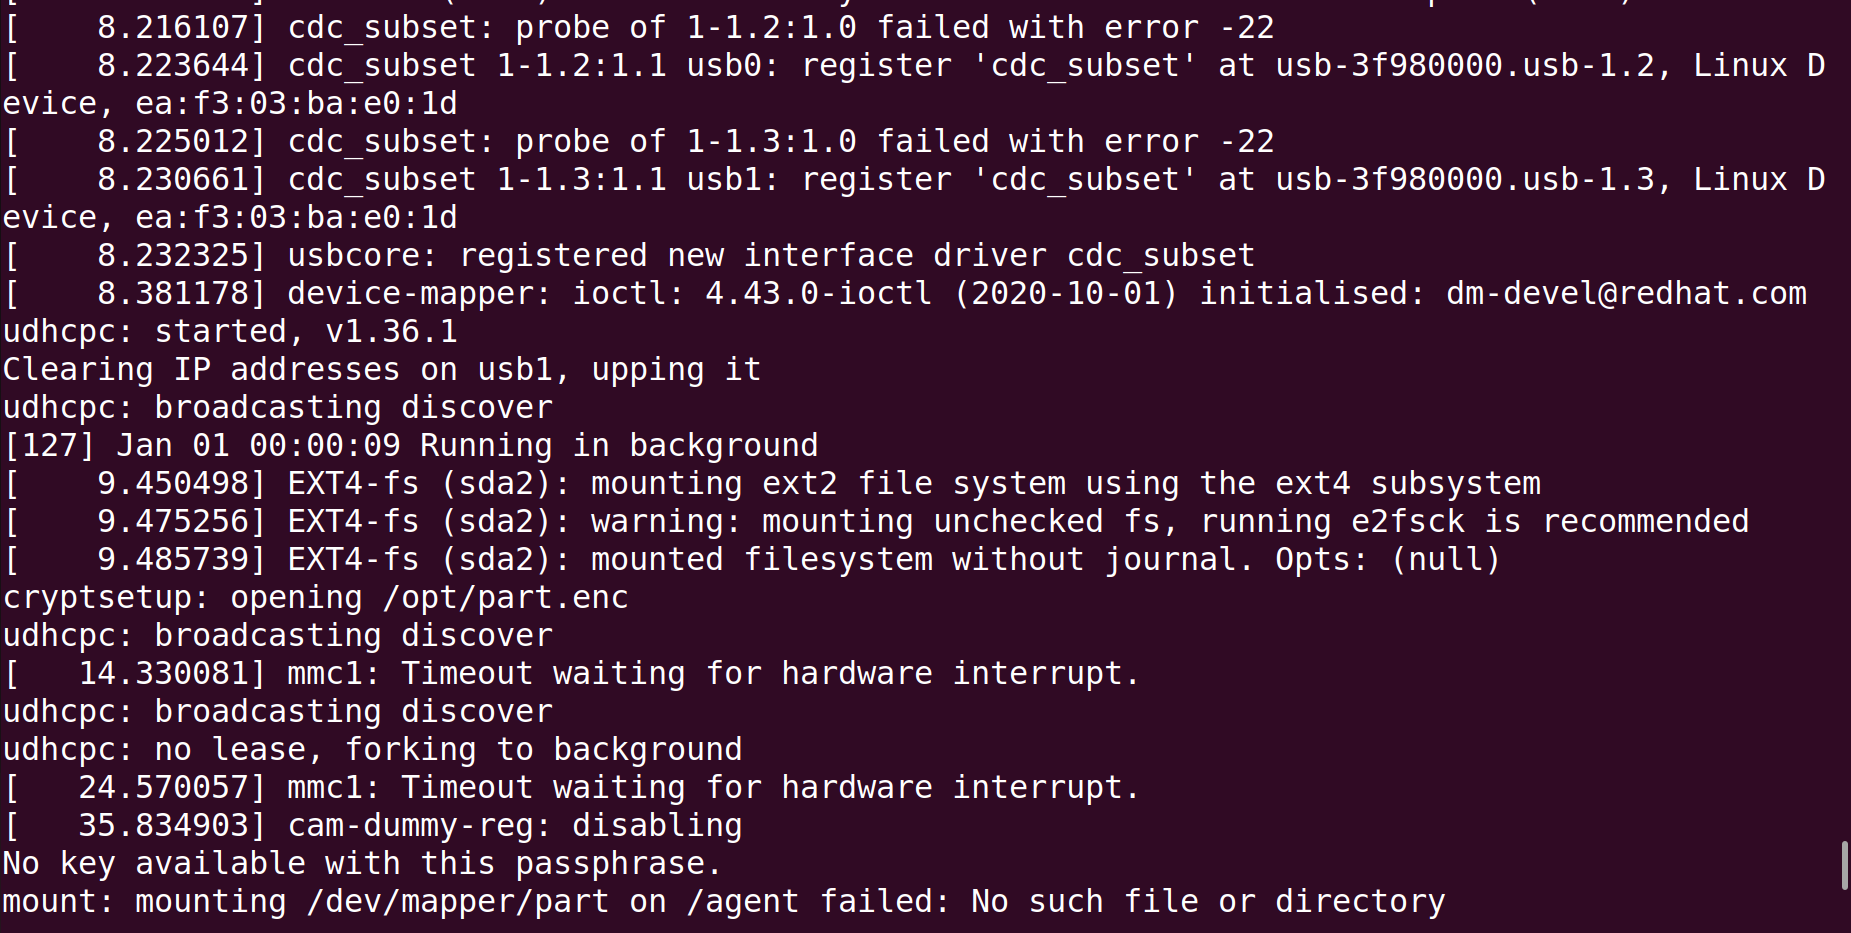 [    8.216107] cdc_subset: probe of 1-1.2:1.0 failed with error -22
[    8.223644] cdc_subset 1-1.2:1.1 usb0: register 'cdc_subset' at usb-3f980000.usb-1.2, Linux D
evice, ea:f3:03:ba:e0:1d
[    8.225012] cdc_subset: probe of 1-1.3:1.0 failed with error -22
[    8.230661] cdc_subset 1-1.3:1.1 usb1: register 'cdc_subset' at usb-3f980000.usb-1.3, Linux D
evice, ea:f3:03:ba:e0:1d
[    8.232325] usbcore: registered new interface driver cdc_subset
[    8.381178] device-mapper: ioctl: 4.43.0-ioctl (2020-10-01) initialised: dm-devel@redhat.com
udhcpc: started, v1.36.1
Clearing IP addresses on usb1, upping it
udhcpc: broadcasting discover
[127] Jan 01 00:00:09 Running in background
[    9.450498] EXT4-fs (sda2): mounting ext2 file system using the ext4 subsystem
[    9.475256] EXT4-fs (sda2): warning: mounting unchecked fs, running e2fsck is recommended
[    9.485739] EXT4-fs (sda2): mounted filesystem without journal. Opts: (null)
cryptsetup: opening /opt/part.enc
udhcpc: broadcasting discover
[   14.330081] mmc1: Timeout waiting for hardware interrupt.
udhcpc: broadcasting discover
udhcpc: no lease, forking to background
[   24.570057] mmc1: Timeout waiting for hardware interrupt.
[   35.834903] cam-dummy-reg: disabling
No key available with this passphrase.
mount: mounting /dev/mapper/part on /agent failed: No such file or directory